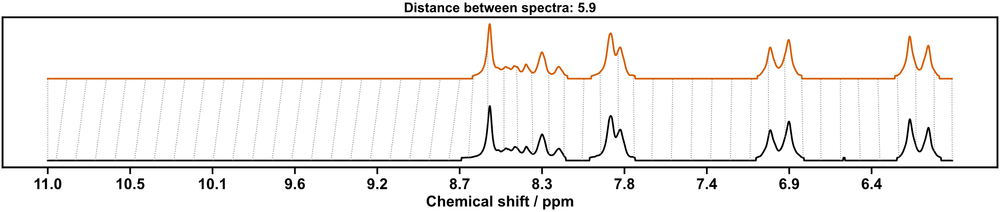 Distance between spectra: 5.9
11.0 10.5 10.1 9.6 9.2 8.7 8.3 7.8 7.4 6.9 6.4
Chemical shift / ppm